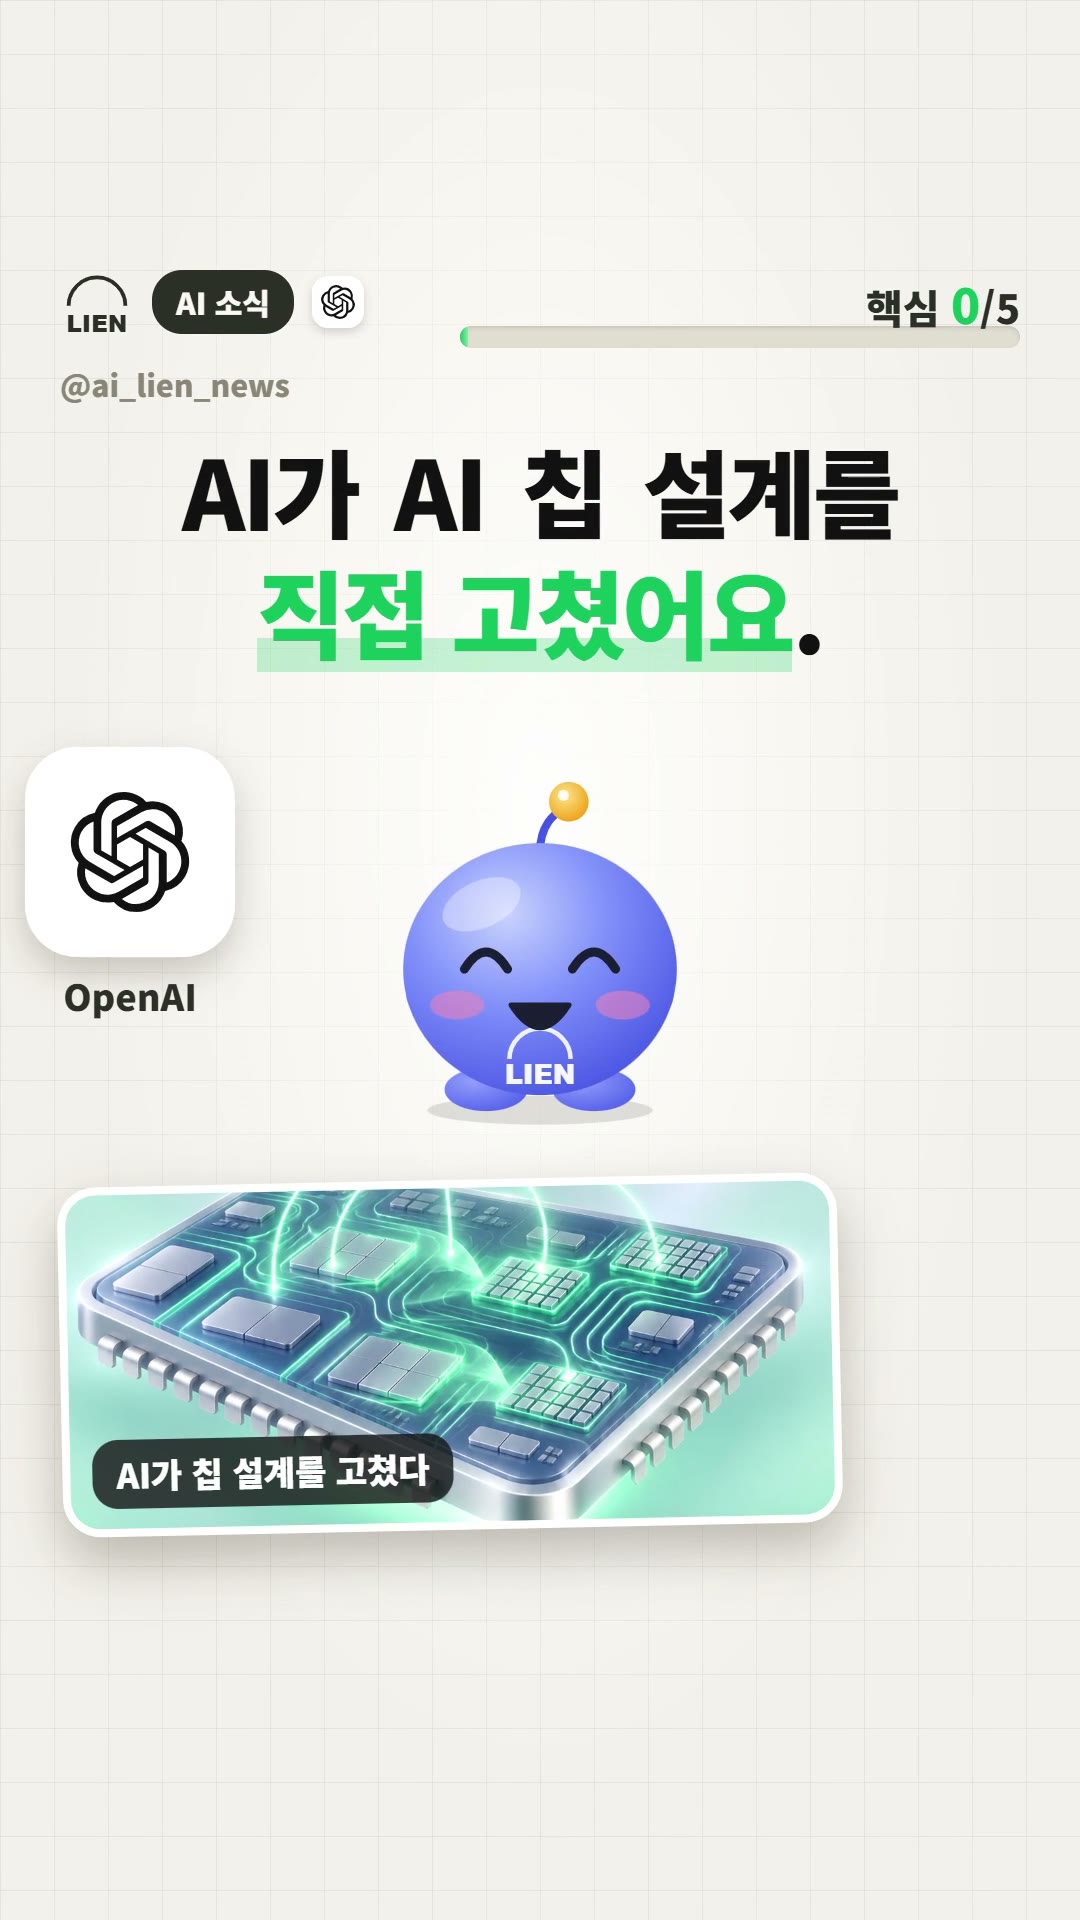 LIEN
AI 소식
핵심 0/5
@ai_lien_news
AI가 AI 칩 설계를
직접 고쳤어요.
OpenAI
LIEN
AI가 칩 설계를 고쳤다